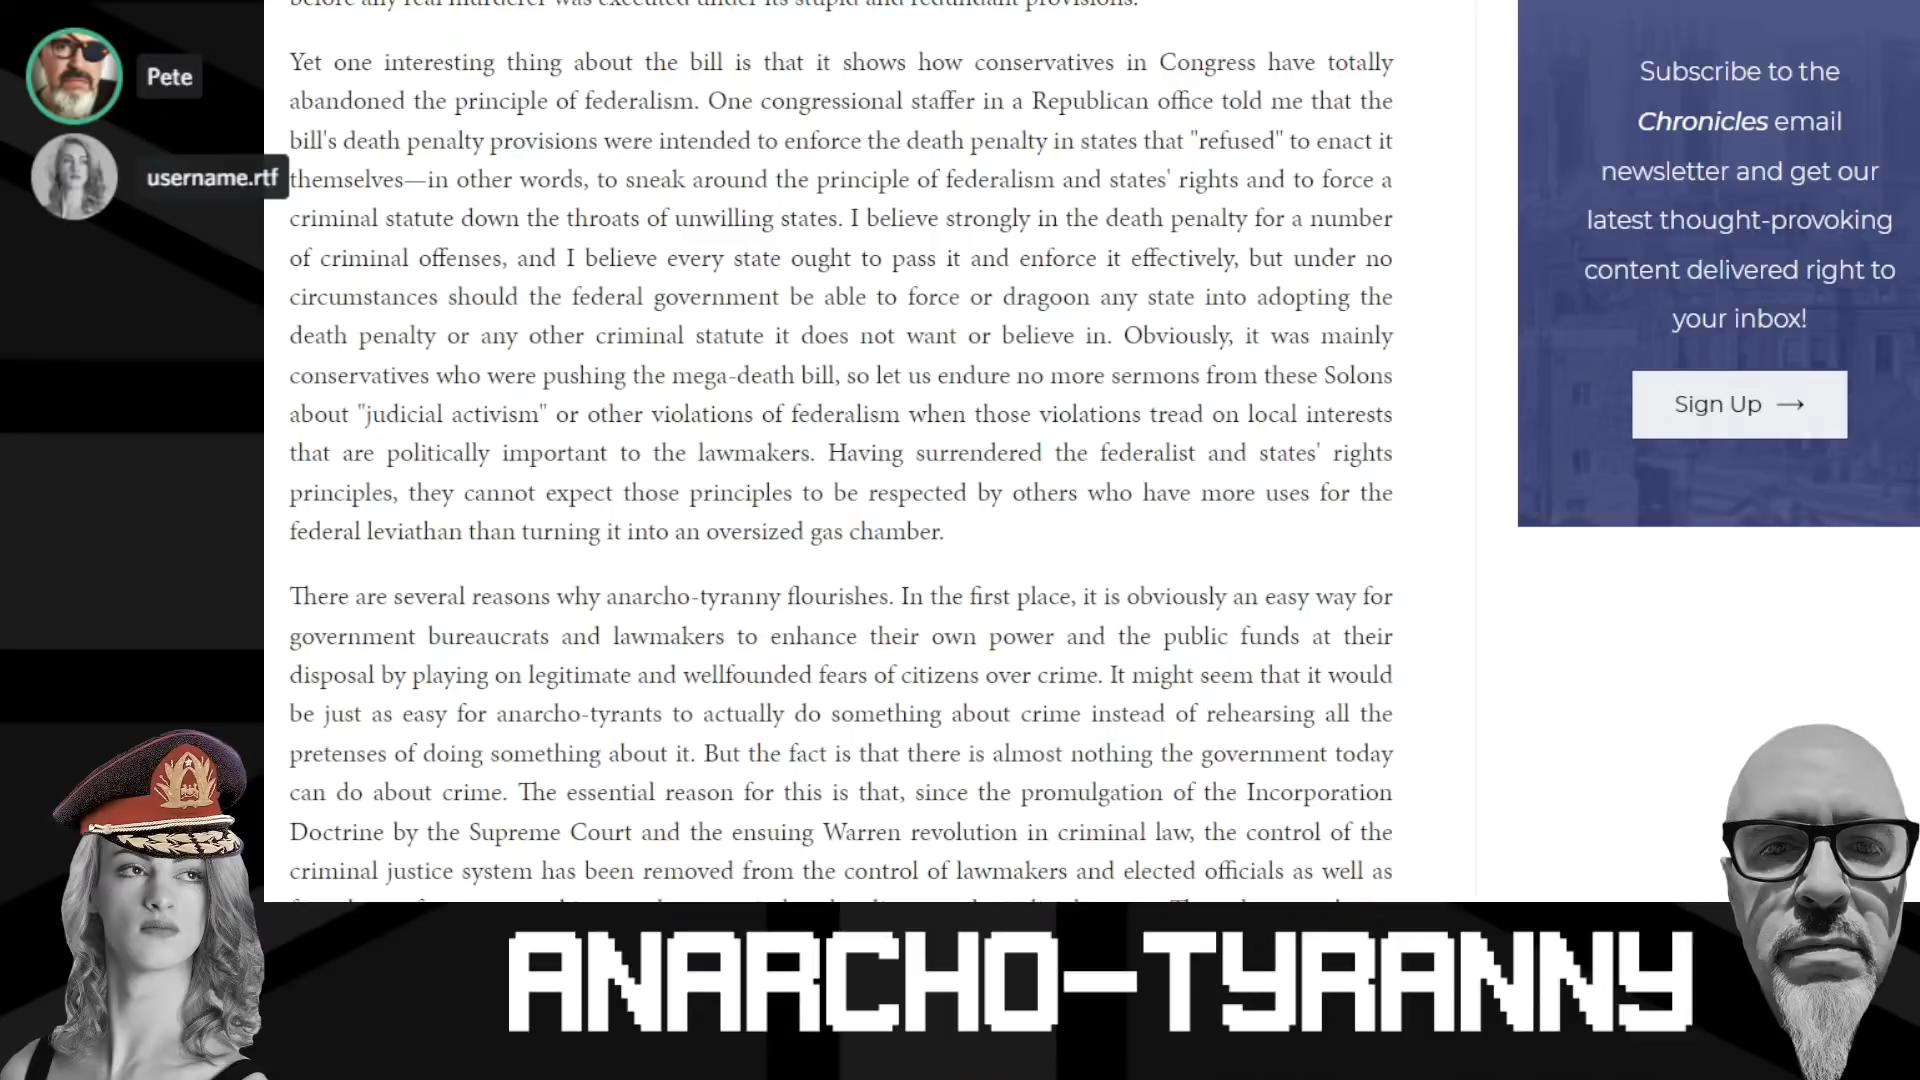 before any real murderer was executed under its stupid and redundant provisions.
Pete
username.rtf
Yet one interesting thing about the bill is that it shows how conservatives in Congress have totally
abandoned the principle of federalism. One congressional staffer in a Republican office told me that the
bill's death penalty provisions were intended to enforce the death penalty in states that "refused" to enact it
themselves—in other words, to sneak around the principle of federalism and states' rights and to force a
criminal statute down the throats of unwilling states. I believe strongly in the death penalty for a number
of criminal offenses, and I believe every state ought to pass it and enforce it effectively, but under no
circumstances should the federal government be able to force or dragoon any state into adopting the
death penalty or any other criminal statute it does not want or believe in. Obviously, it was mainly
conservatives who were pushing the mega-death bill, so let us endure no more sermons from these Solons
about "judicial activism" or other violations of federalism when those violations tread on local interests
that are politically important to the lawmakers. Having surrendered the federalist and states' rights
principles, they cannot expect those principles to be respected by others who have more uses for the
federal leviathan than turning it into an oversized gas chamber.
There are several reasons why anarcho-tyranny flourishes. In the first place, it is obviously an easy way for
government bureaucrats and lawmakers to enhance their own power and the public funds at their
disposal by playing on legitimate and wellfounded fears of citizens over crime. It might seem that it would
be just as easy for anarcho-tyrants to actually do something about crime instead of rehearsing all the
pretenses of doing something about it. But the fact is that there is almost nothing the government today
can do about crime. The essential reason for this is that, since the promulgation of the Incorporation
Doctrine by the Supreme Court and the ensuing Warren revolution in criminal law, the control of the
criminal justice system has been removed from the control of lawmakers and elected officials as well as
Subscribe to the
Chronicles email
newsletter and get our
latest thought-provoking
content delivered right to
your inbox!
Sign Up →
ANARCHO-TYRANNY